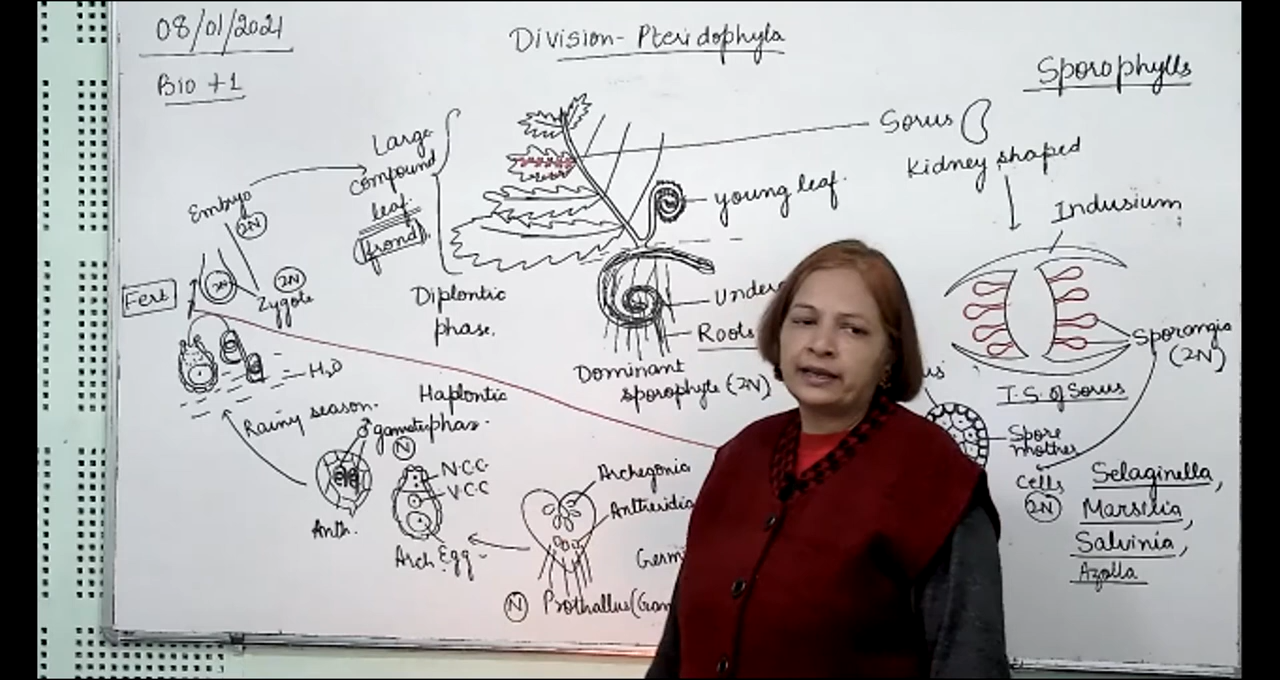 08/01/2021
Bio +1
Division- Pteridophyta
Sporophylls
Large
compound
leaf.
(frond).
Sorus
Kidney shaped
young leaf.
Indusium
Embryo
2N
2N
Zygote
Fert
Diplontic
phase.
Roots
Sporangia
(2N)
Dominant
sporophyte (2N)
T.S. of Sorus
H₂O
Haplontic
phase.
Rainy season.
♂ gamete
N
Spore
mother
Cells
2N
N.C.C.
V.C.C
Archegonia
Antheridia
Anth.
Arch.
Egg
N
Selaginella,
Marsilia,
Salvinia,
Azolla